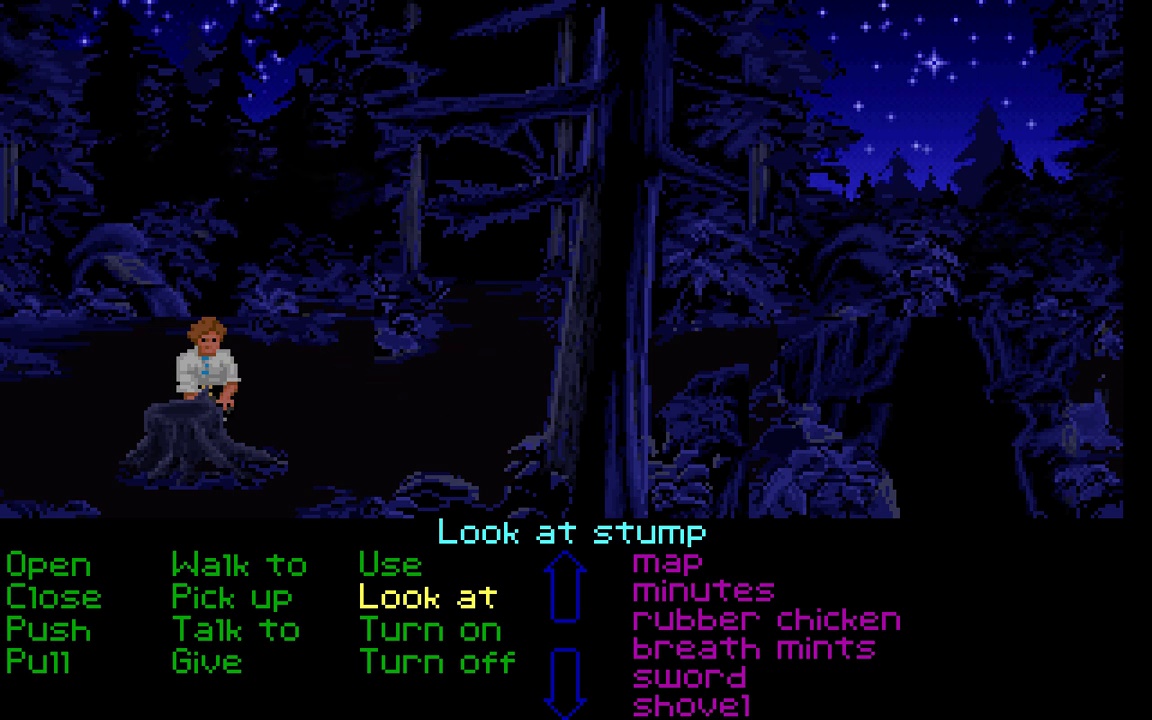 Look at stump
Open Walk to Use
Close Pick up Look at
Push Talk to Turn on
Pull Give Turn off
map
minutes
rubber chicken
breath mints
sword
shovel